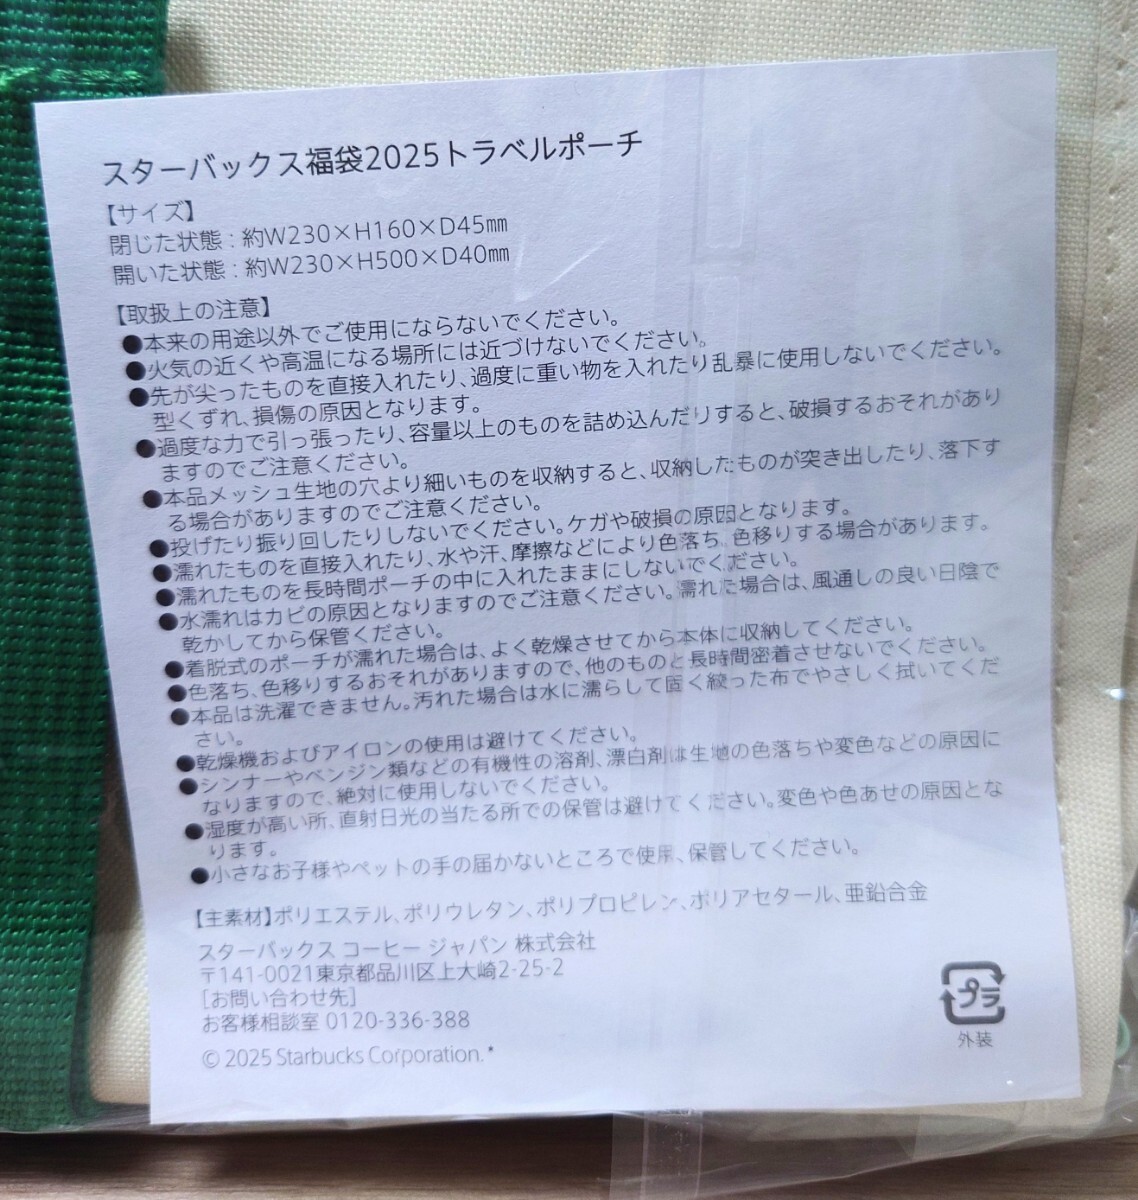 スターバックス福袋2025トラベルポーチ
【サイズ】
閉じた状態：約W230×H160×D45㎜
開いた状態：約W230×H500×D40㎜
【取扱上の注意】
●本来の用途以外でご使用にならないでください。
●火気の近くや高温になる場所には近づけないでください。
●先が尖ったものを直接入れたり、過度に重い物を入れたり乱暴に使用しないでください。
型くずれ、損傷の原因となります。
●過度な力で引っ張ったり、容量以上のものを詰め込んだりすると、破損するおそれがあり
ますのでご注意ください。
●本品メッシュ生地の穴より細いものを収納すると、収納したものが突き出したり、落下す
る場合がありますのでご注意ください。
●投げたり振り回したりしないでください。ケガや破損の原因となります。
●濡れたものを直接入れたり、水や汗、摩擦などにより色落ち、色移りする場合があります。
●濡れたものを長時間ポーチの中に入れたままにしないでください。
●水濡れはカビの原因となりますのでご注意ください。濡れた場合は、風通しの良い日陰で
乾かしてから保管ください。
●着脱式のポーチが濡れた場合は、よく乾燥させてから本体に収納してください。
●色落ち、色移りするおそれがありますので、他のものと長時間密着させないでください。
●本品は洗濯できません。汚れた場合は水に濡らして固く絞った布でやさしく拭いてくだ
さい。
●乾燥機およびアイロンの使用は避けてください。
●シンナーやベンジン類などの有機性の溶剤、漂白剤は生地の色落ちや変色などの原因に
なりますので、絶対に使用しないでください。
●湿度が高い所、直射日光の当たる所での保管は避けてください。変色や色あせの原因とな
ります。
●小さなお子様やペットの手の届かないところで使用、保管してください。
【主素材】ポリエステル、ポリウレタン、ポリプロピレン、ポリアセタール、亜鉛合金
スターバックス コーヒー ジャパン 株式会社
〒141-0021東京都品川区上大崎2-25-2
[お問い合わせ先]
お客様相談室 0120-336-388
© 2025 Starbucks Corporation.*
プラ
外装